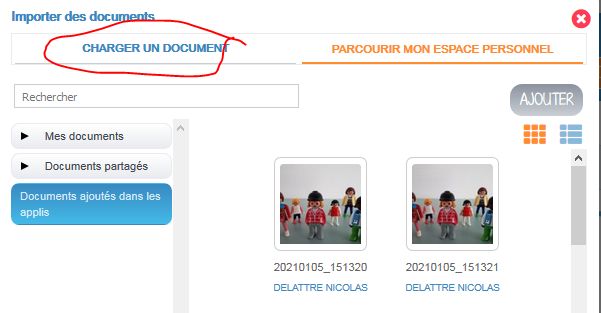 Importer des documents
CHARGER UN DOCUMENT
PARCOURIR MON ESPACE PERSONNEL
Rechercher
AJOUTER
Mes documents
Documents partagés
Documents ajoutés dans les
applis
20210105_151320
20210105_151321
DELATTRE NICOLAS
DELATTRE NICOLAS